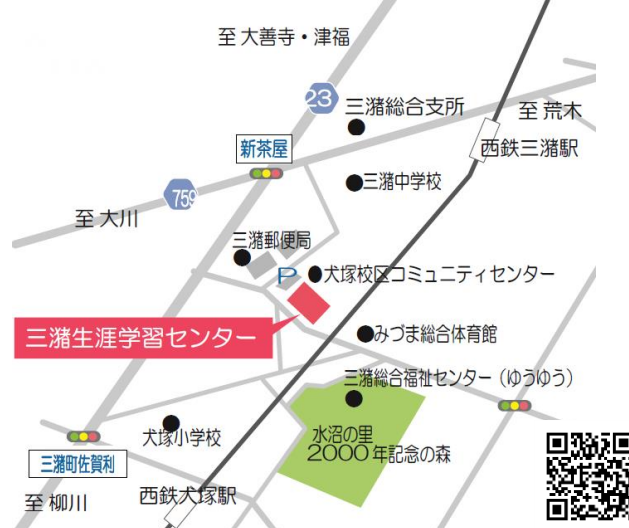 至 大善寺・津福
23
三潴総合支所
至 荒木
新茶屋
西鉄三潴駅
三潴中学校
759
至 大川
三潴郵便局
P
犬塚校区コミュニティセンター
三潴生涯学習センター
みづま総合体育館
三潴総合福祉センター（ゆうゆう）
犬塚小学校
水沼の里
2000年記念の森
三潴町佐賀利
西鉄犬塚駅
至 柳川